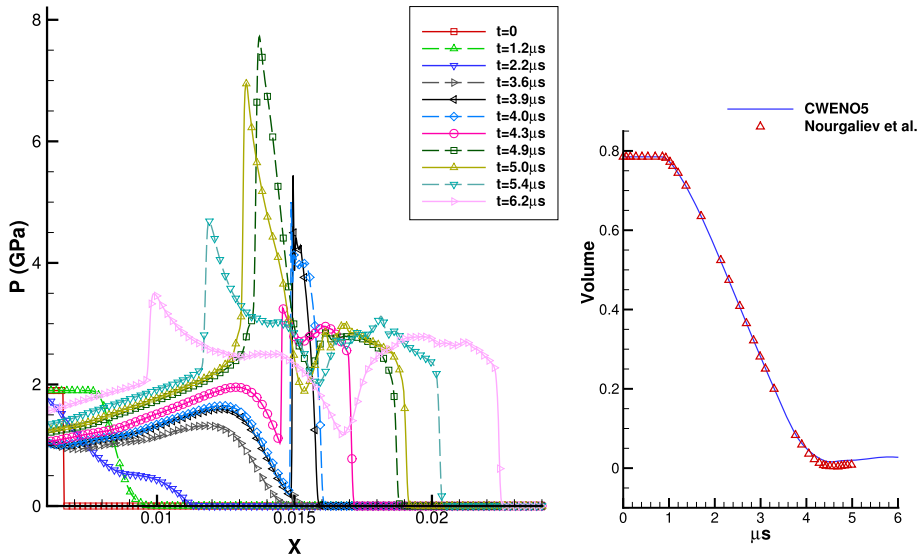 8
6
4
2
0
P (GPa)
0.01
0.015
0.02
X
t=0
t=1.2μs
t=2.2μs
t=3.6μs
t=3.9μs
t=4.0μs
t=4.3μs
t=4.9μs
t=5.0μs
t=5.4μs
t=6.2μs
CWENO5
Nourgaliev et al.
0.8
0.6
0.4
0.2
0
Volume
0 1 2 3 4 5 6
μs